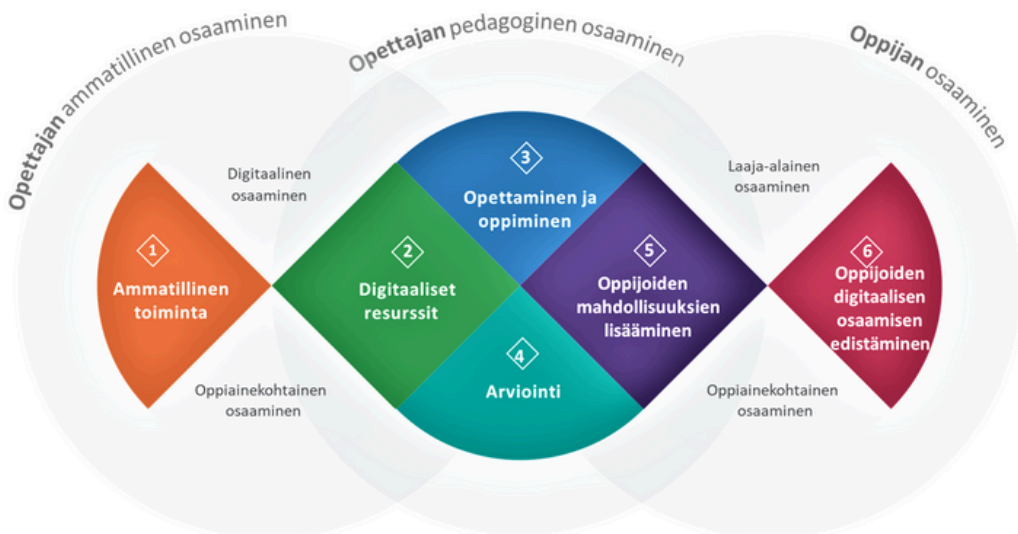 Opettajan ammatillinen osaaminen
Opettajan pedagoginen osaaminen
Oppijan osaaminen
Digitaalinen
osaaminen
Laaja-alainen
osaaminen
1
Ammatillinen
toiminta
2
Digitaaliset
resurssit
3
Opettaminen ja
oppiminen
4
Arviointi
5
Oppijoiden
mahdollisuuksien
lisääminen
6
Oppijoiden
digitaalisen
osaamisen
edistäminen
Oppiainekohtainen
osaaminen
Oppiainekohtainen
osaaminen